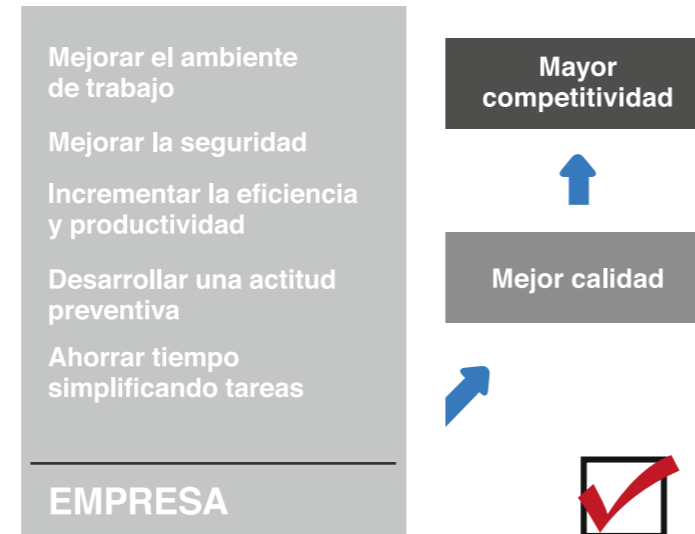 Mejorar el ambiente
de trabajo
Mejorar la seguridad
Incrementar la eficiencia
y productividad
Desarrollar una actitud
preventiva
Ahorrar tiempo
simplificando tareas
EMPRESA
Mayor
competitividad
Mejor calidad